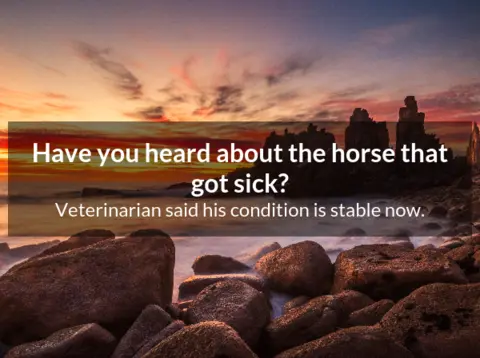 Have you heard about the horse that
got sick?
Veterinarian said his condition is stable now.